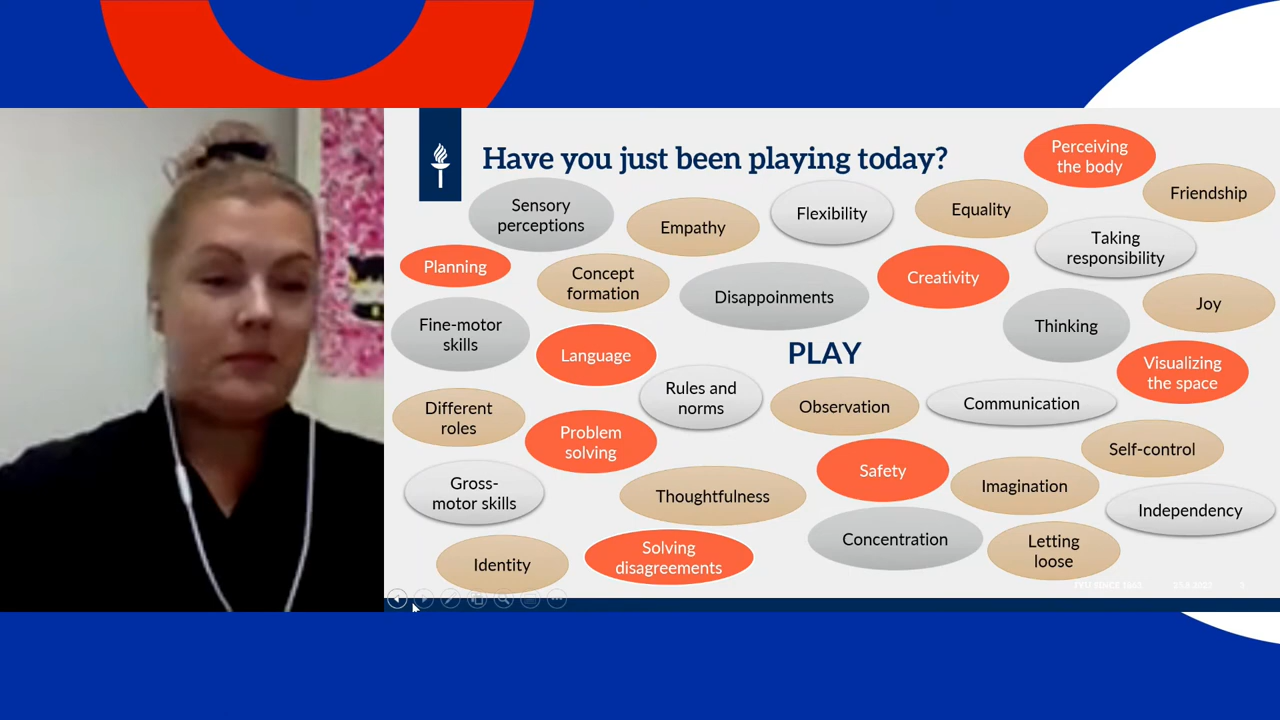 Have you just been playing today?
Perceiving
the body
Friendship
Sensory
perceptions
Empathy
Flexibility
Equality
Taking
responsibility
Planning
Concept
formation
Disappointments
Creativity
Joy
Fine-motor
skills
Language
PLAY
Thinking
Visualizing
the space
Different
roles
Rules and
norms
Observation
Communication
Problem
solving
Safety
Self-control
Gross-
motor skills
Thoughtfulness
Imagination
Independency
Identity
Solving
disagreements
Concentration
Letting
loose